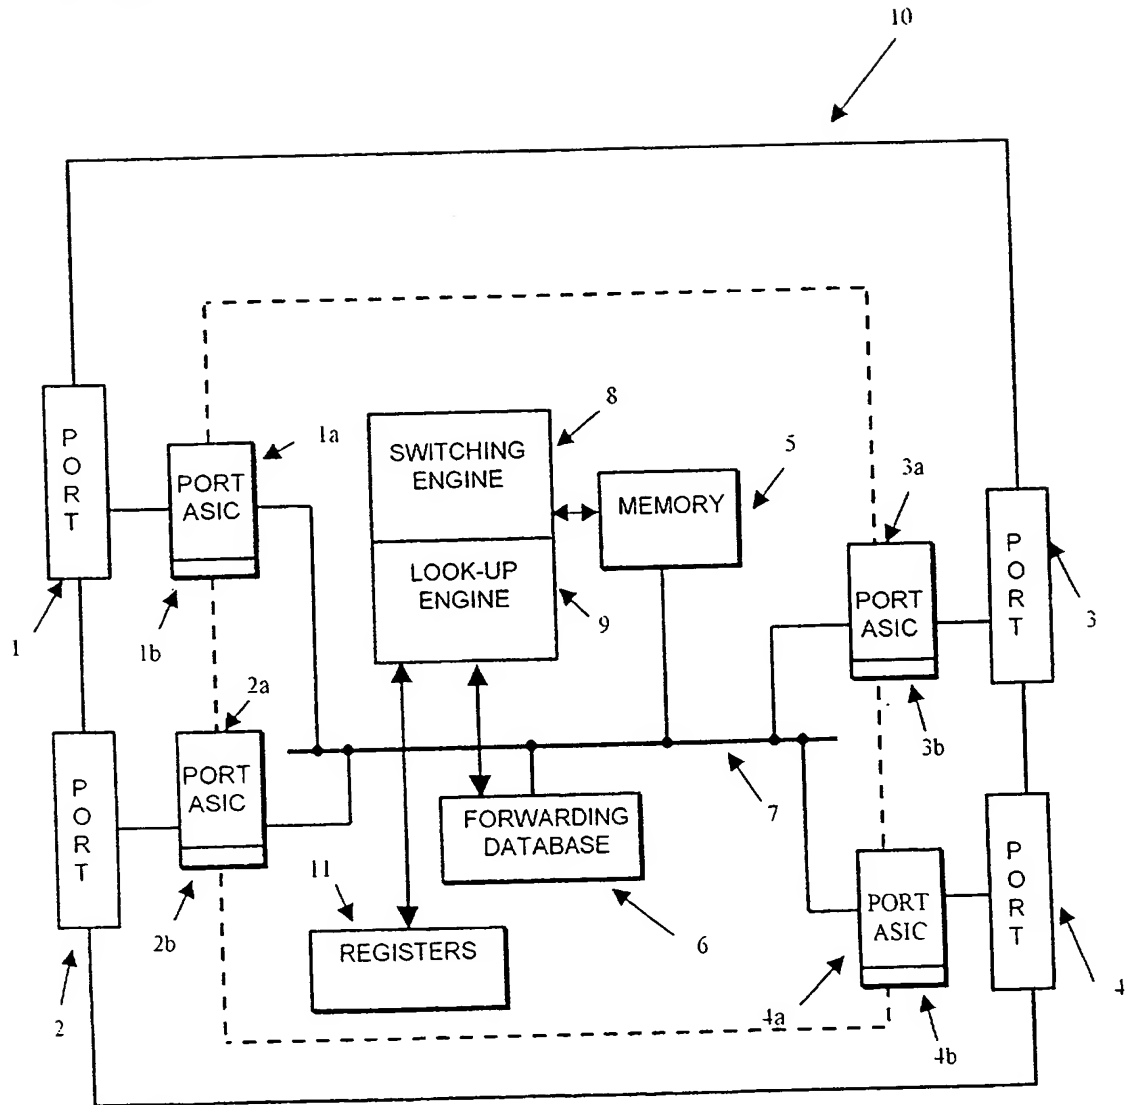 10
8
1a
SWITCHING
ENGINE
5
3a
P
O
R
T
PORT
ASIC
MEMORY
P
O
R
T
LOOK-UP
ENGINE
PORT
ASIC
9
3
1
1b
2a
3b
7
P
O
R
T
PORT
ASIC
FORWARDING
DATABASE
P
O
R
T
11
PORT
ASIC
2b
REGISTERS
6
2
4a
4
4b